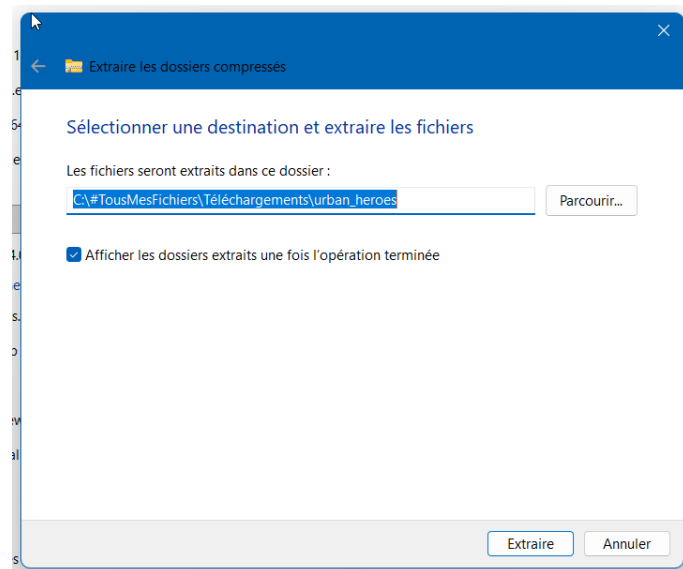 Extraire les dossiers compressés
Sélectionner une destination et extraire les fichiers
Les fichiers seront extraits dans ce dossier :
C:\#TousMesFichiers\Téléchargements\urban_heroes
Parcourir...
Afficher les dossiers extraits une fois l'opération terminée
Extraire
Annuler